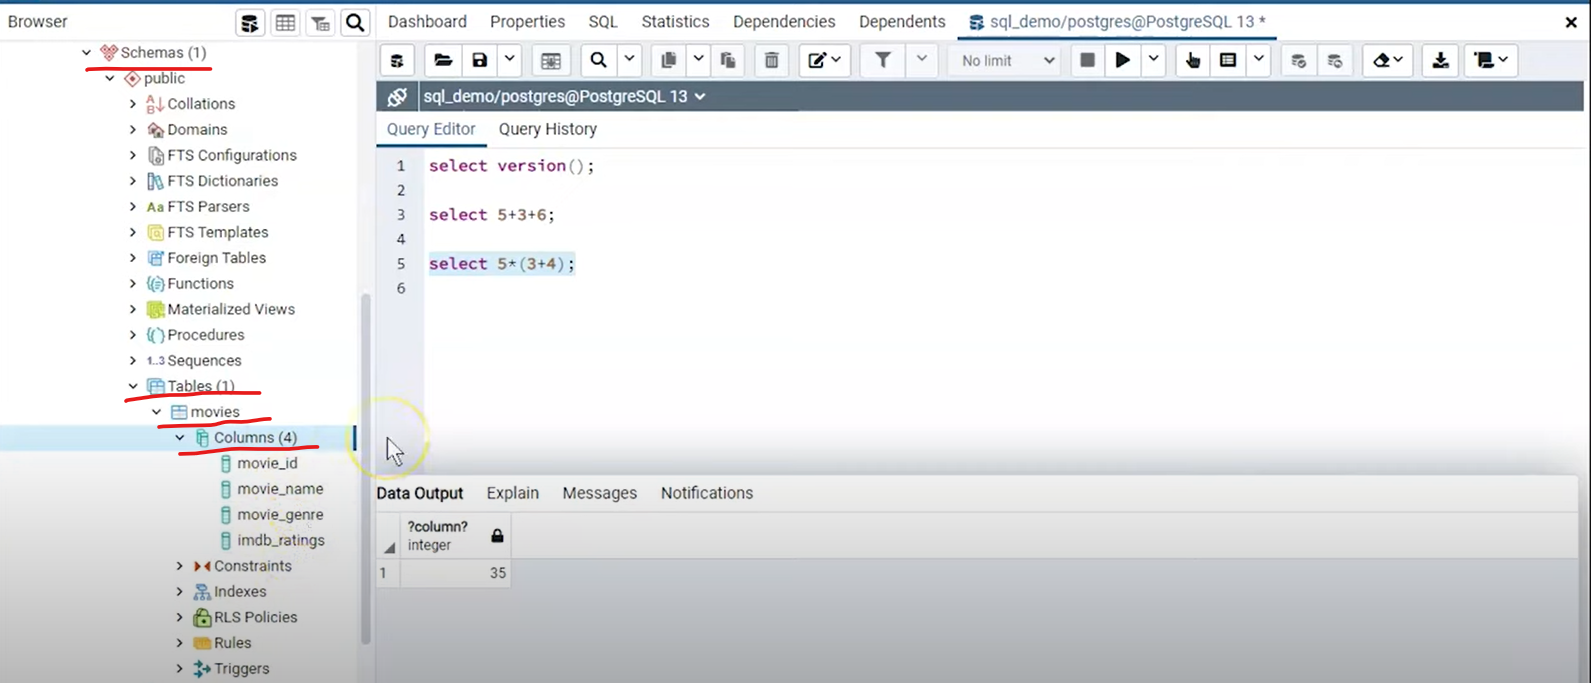 Browser
Dashboard Properties SQL Statistics Dependencies Dependents sql_demo/postgres@PostgreSQL 13 *
Schemas (1)
public
Collations
Domains
FTS Configurations
FTS Dictionaries
Aa FTS Parsers
FTS Templates
Foreign Tables
Functions
Materialized Views
Procedures
1..3 Sequences
Tables (1)
movies
Columns (4)
movie_id
movie_name
movie_genre
imdb_ratings
Constraints
Indexes
RLS Policies
Rules
Triggers
No limit
sql_demo/postgres@PostgreSQL 13
Query Editor Query History
1 select version();
2
3 select 5+3+6;
4
5 select 5*(3+4);
6
Data Output Explain Messages Notifications
?column?
integer
1 35